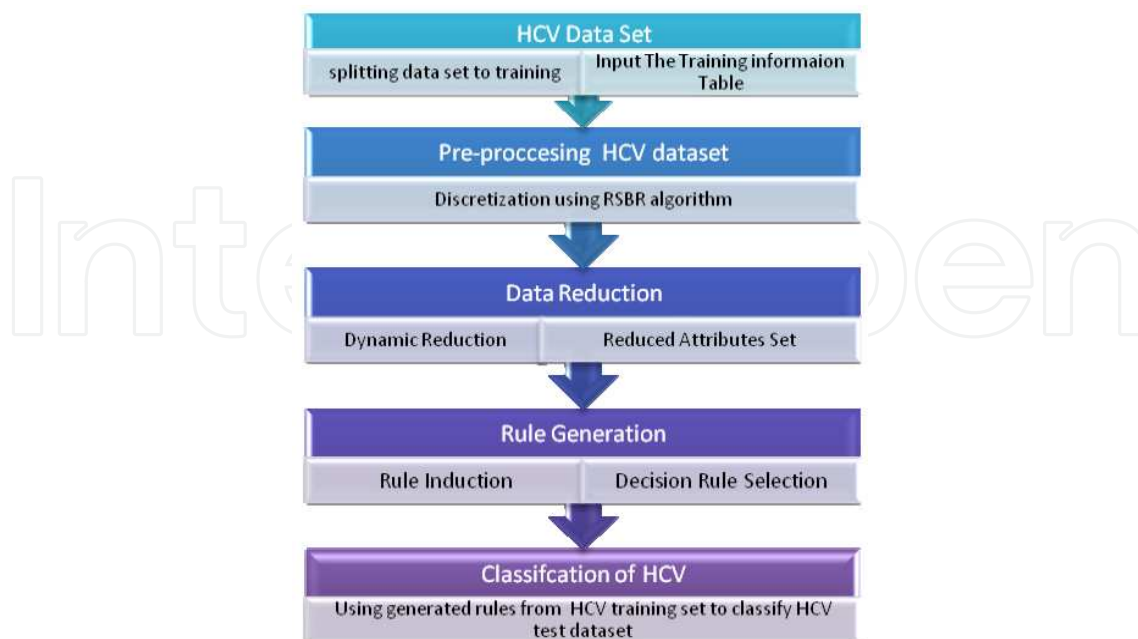 HCV Data Set
splitting data set to training
Input The Training informaion
Table
Pre-proccesing HCV dataset
Discretization using RSBR algorithm
Data Reduction
Dynamic Reduction
Reduced Attributes Set
Rule Generation
Rule Induction
Decision Rule Selection
Classifcation of HCV
Using generated rules from HCV training set to classify HCV
test dataset